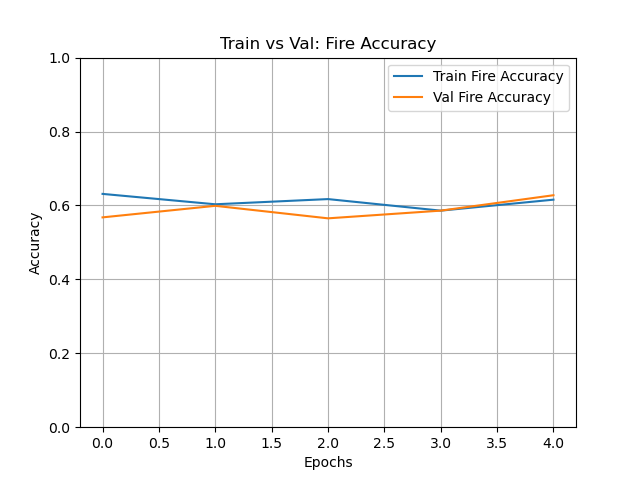 Train vs Val: Fire Accuracy
1.0
0.8
0.6
0.4
0.2
0.0
Accuracy
Train Fire Accuracy
Val Fire Accuracy
0.0 0.5 1.0 1.5 2.0 2.5 3.0 3.5 4.0
Epochs